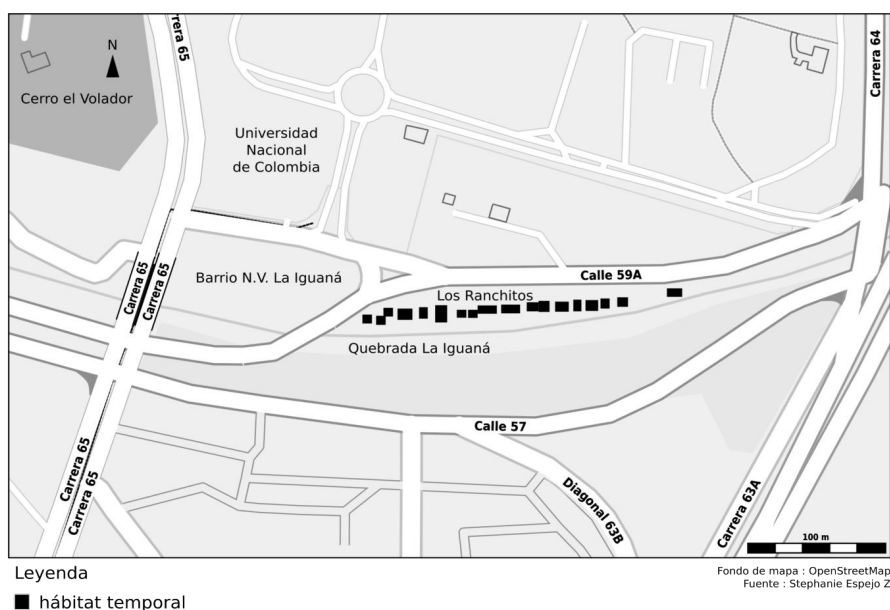 rrera 65
Carrera 64
N
Cerro el Volador
Universidad
Nacional
de Colombia
Carrera 65
Carrera 65
Barrio N.V. La Iguaná
Calle 59A
Los Ranchitos
Quebrada La Iguaná
Calle 57
Carrera 65
Carrera 65
Diagonal 63B
Carrera 63A
100 m
Leyenda
hábitat temporal
Fondo de mapa : OpenStreetMap
Fuente : Stephanie Espejo Z